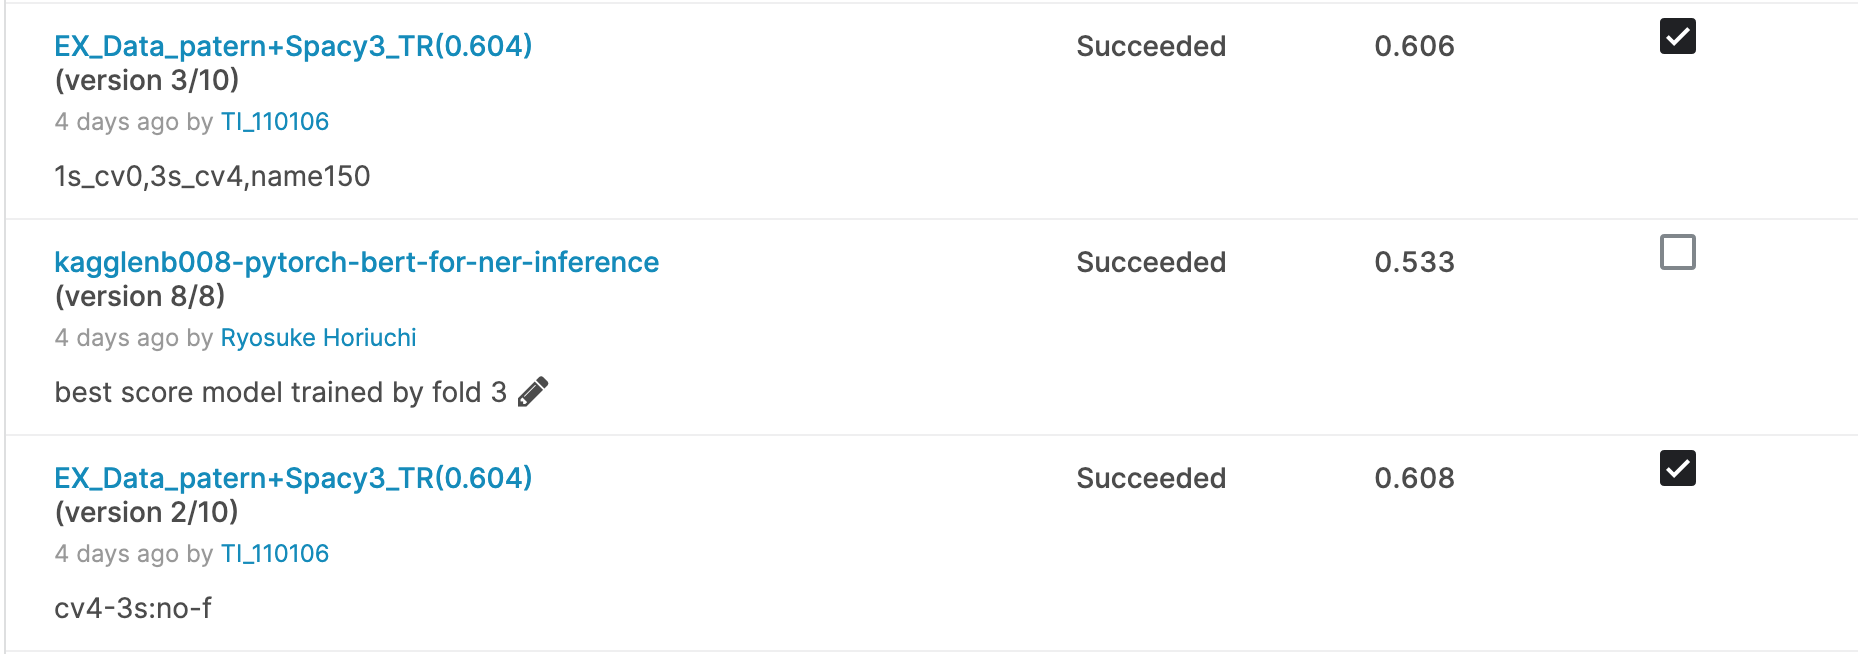 EX_Data_patern+Spacy3_TR(0.604) Succeeded 0.606
(version 3/10)
4 days ago by TI_110106
1s_cv0,3s_cv4,name150
kagglenb008-pytorch-bert-for-ner-inference Succeeded 0.533
(version 8/8)
4 days ago by Ryosuke Horiuchi
best score model trained by fold 3
EX_Data_patern+Spacy3_TR(0.604) Succeeded 0.608
(version 2/10)
4 days ago by TI_110106
cv4-3s:no-f